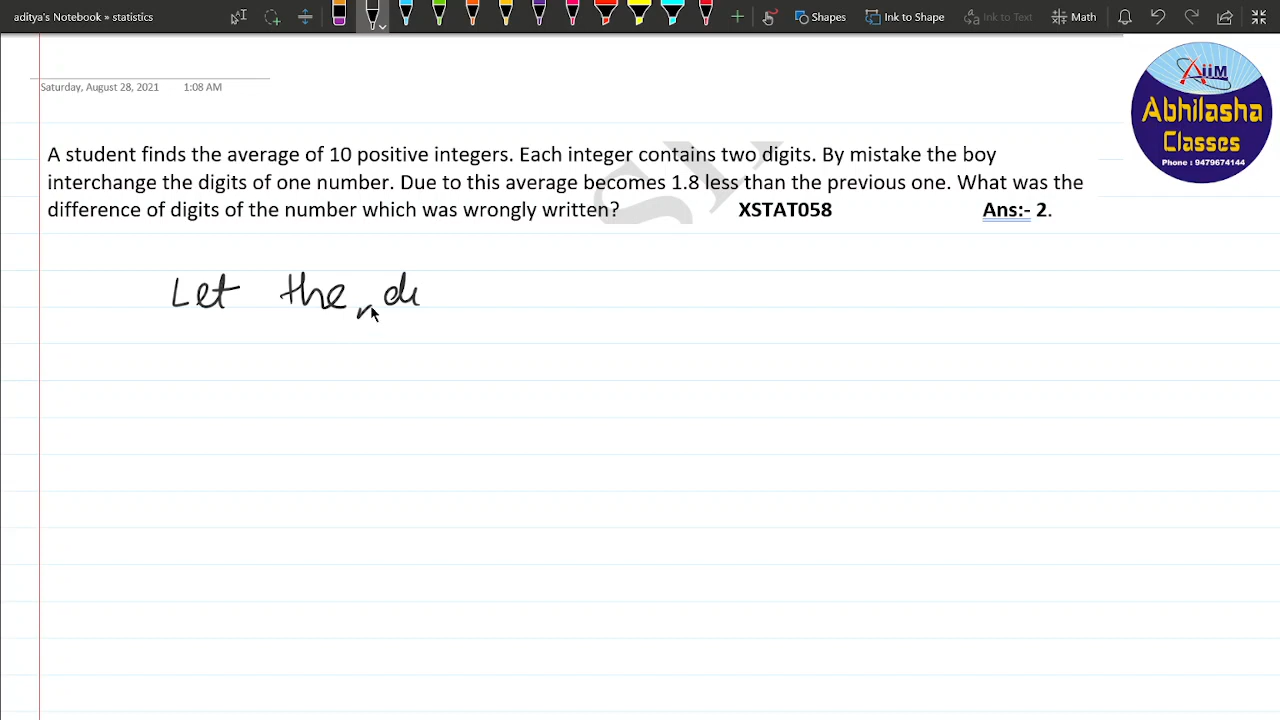 aditya's Notebook » statistics
Shapes
Ink to Shape
Ink to Text
Math
Saturday, August 28, 2021 1:08 AM
AIIM
Abhilasha
Classes
Phone : 9479674144
A student finds the average of 10 positive integers. Each integer contains two digits. By mistake the boy
interchange the digits of one number. Due to this average becomes 1.8 less than the previous one. What was the
difference of digits of the number which was wrongly written? XSTAT058 Ans:- 2.
Let the